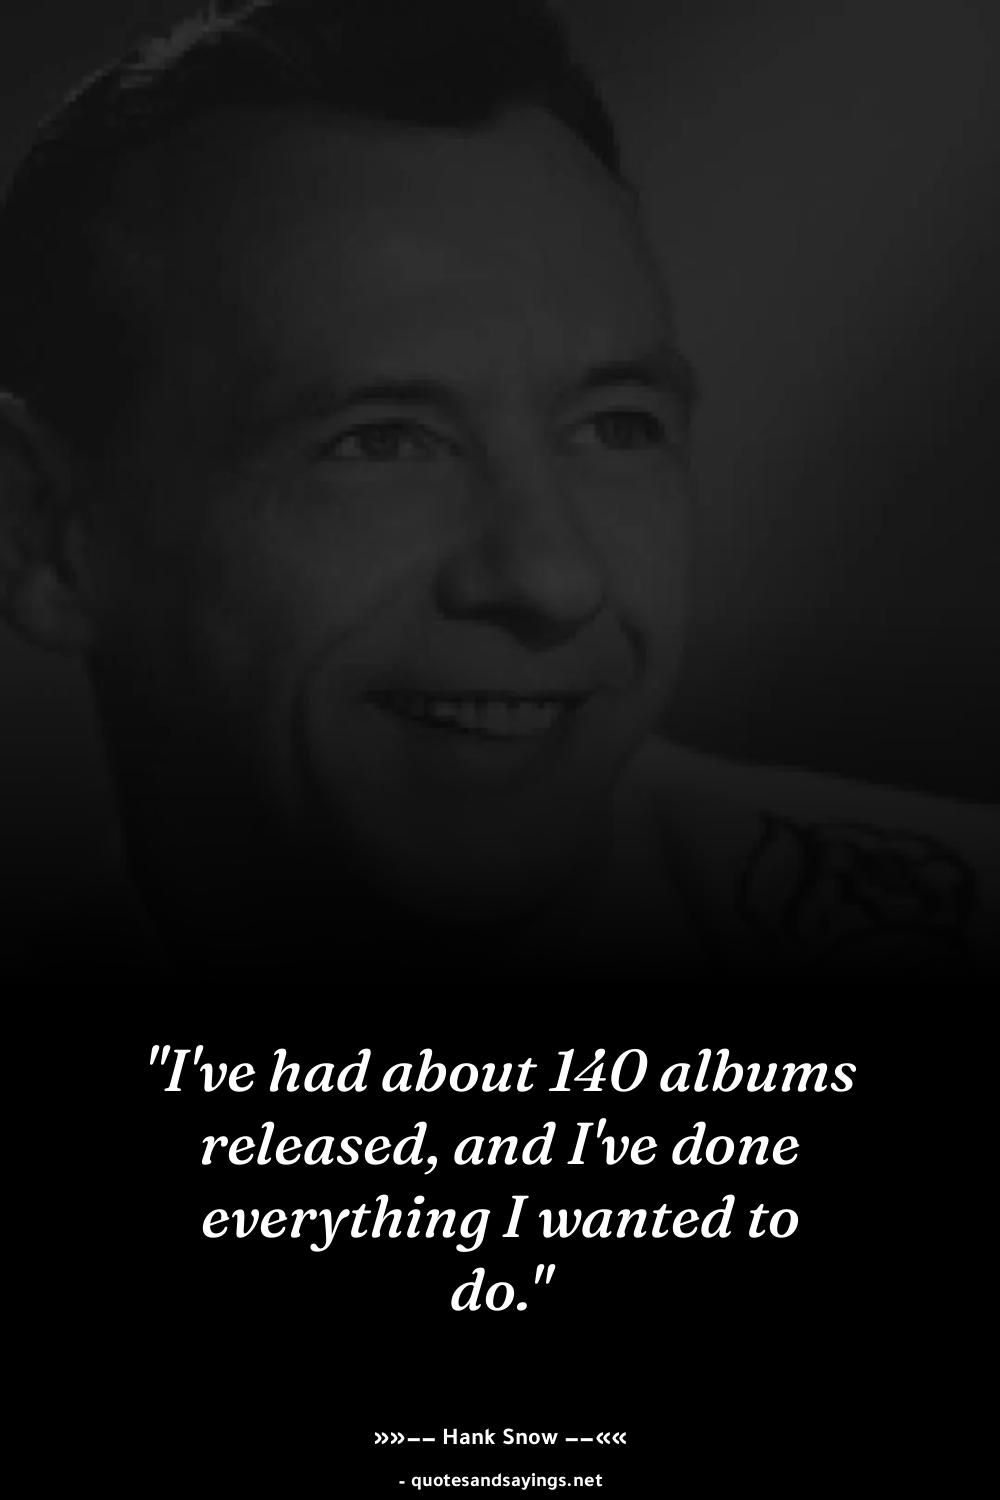 "I've had about 140 albums
released, and I've done
everything I wanted to
do."
»»−− Hank Snow −−««
- quotesandsayings.net